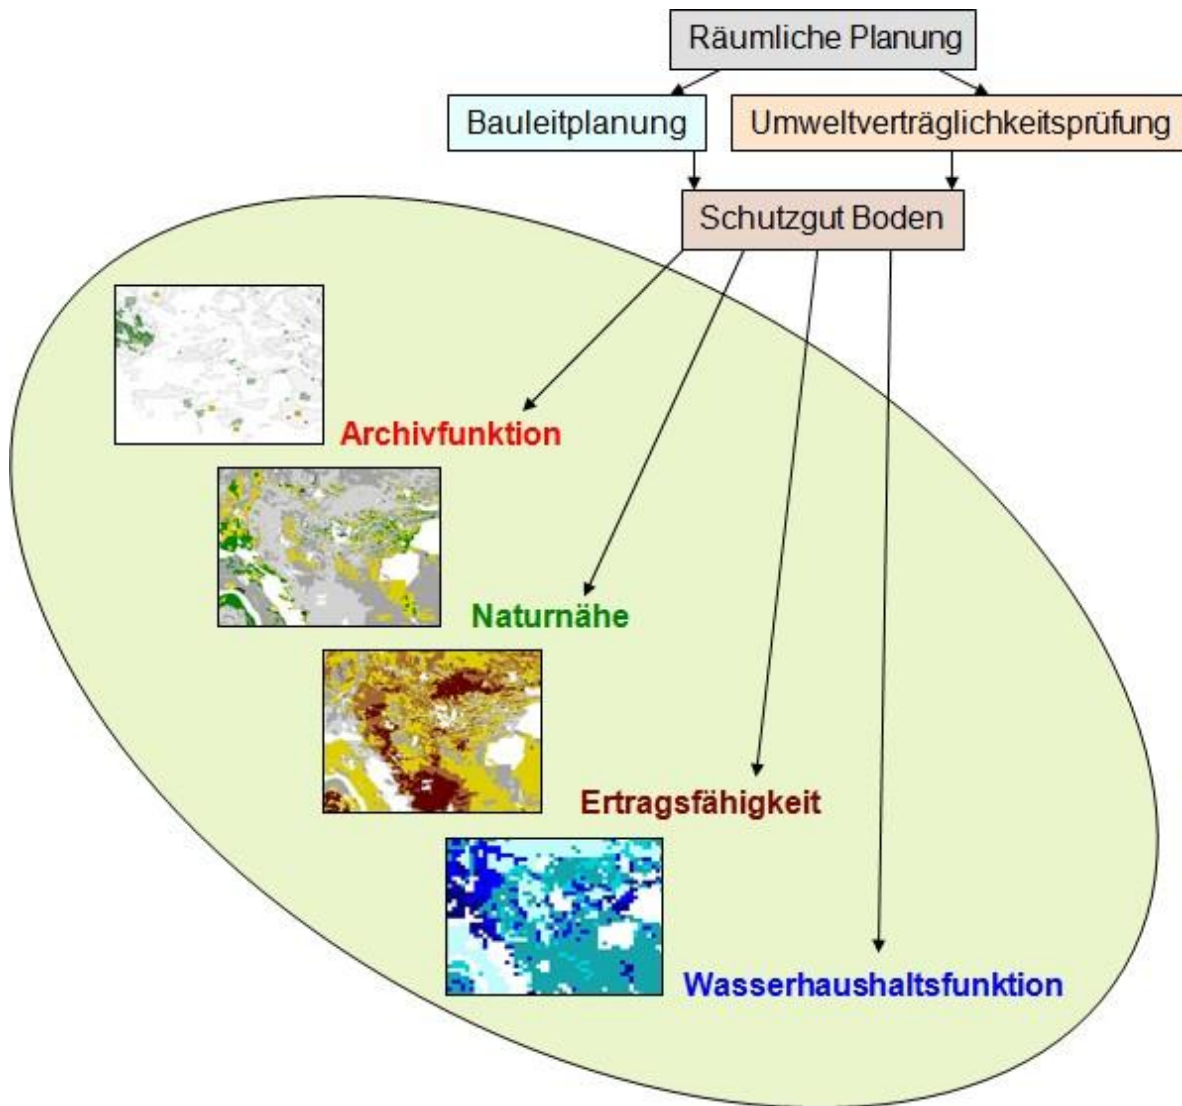 Räumliche Planung
Bauleitplanung
Umweltverträglichkeitsprüfung
Schutzgut Boden
Archivfunktion
Naturnähe
Ertragsfähigkeit
Wasserhaushaltsfunktion